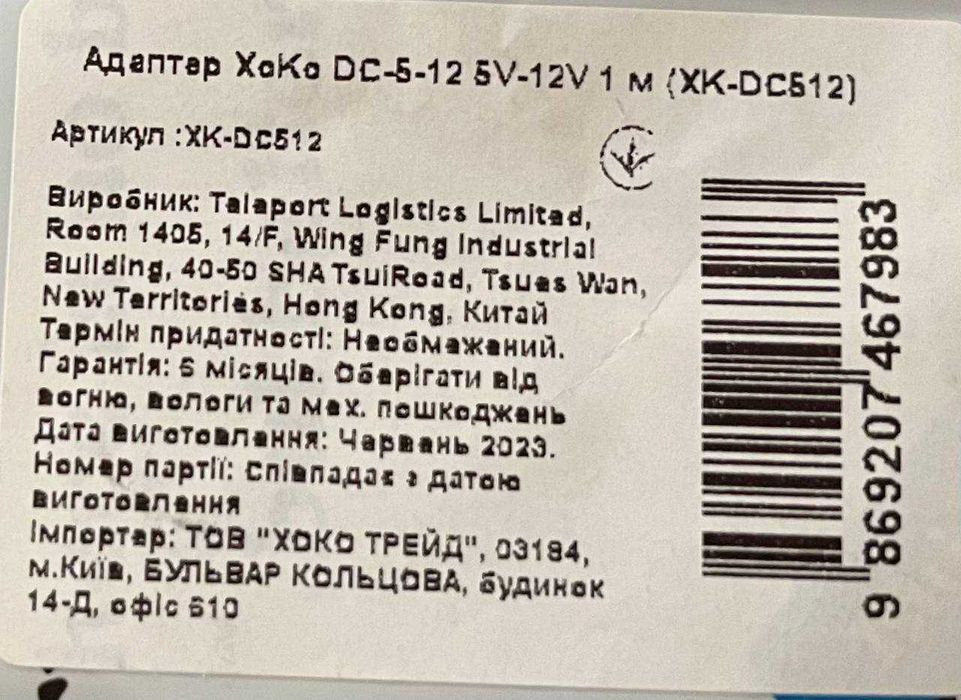 Адаптер XoKo DC-5-12 5V-12V 1 м (XK-DC512)
Артикул :XK-DC512
Виробник: Talaport Logistics Limited,
Room 1405, 14/F, Wing Fung Industrial
Building, 40-50 SHA TsuiRoad, Tsues Wan,
New Territories, Hong Kong, Китай
Термін придатності: Необмажений.
Гарантія: 6 місяців. Оберігати від
вогню, вологи та мех. пошкоджень
Дата виготовлення: Червень 2023.
Номер партії: співпадає з датою
виготовлення
Імпортер: ТОВ "ХОКО ТРЕЙД", 03184,
м.Київ, БУЛЬВАР КОЛЬЦОВА, будинок
14-Д, офіс 610
9 869207 467983